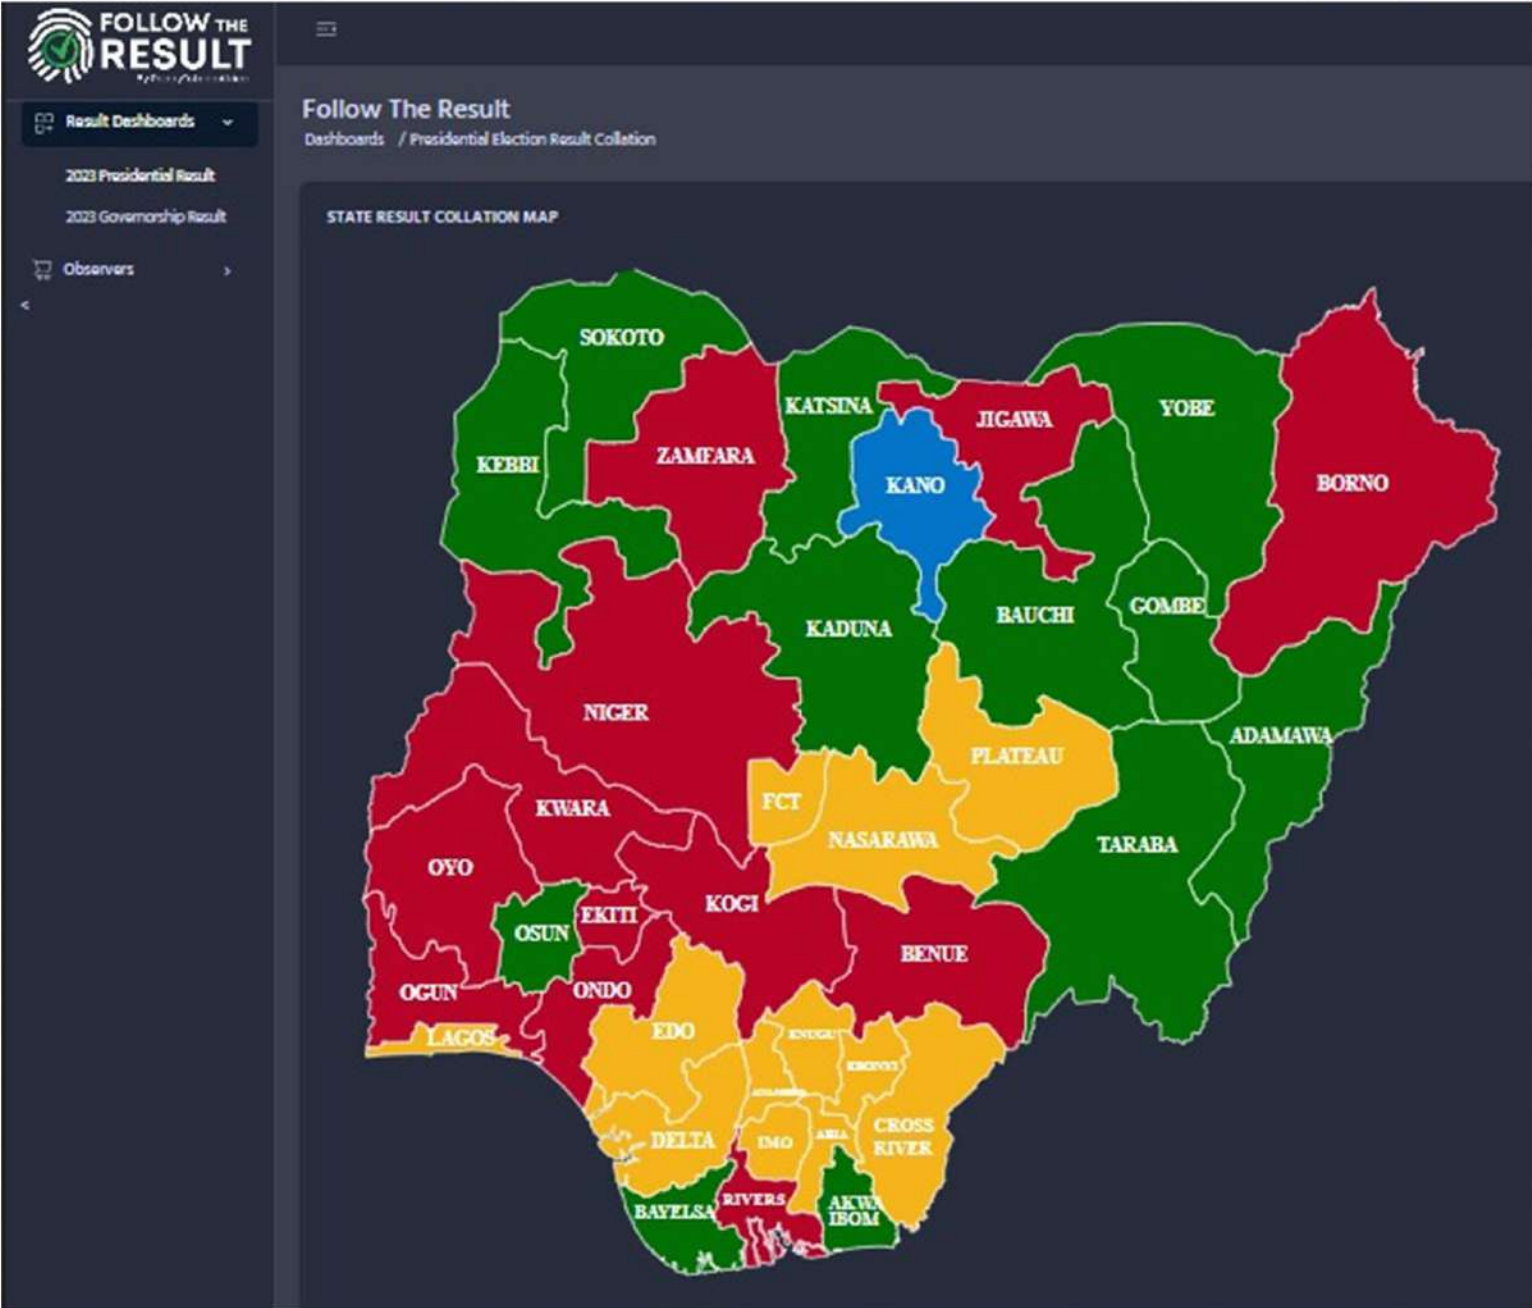 FOLLOW THE
RESULT
Result Dashboards
2023 Presidential Result
2023 Governorship Result
Observers
<
Follow The Result
Dashboards / Presidential Election Result Collation
STATE RESULT COLLATION MAP
SOKOTO
KATSINA
JIGAWA
YOBE
KEBBI
ZAMFARA
KANO
BORNO
KADUNA
BAUCHI
GOMBE
NIGER
PLATEAU
ADAMAWA
FCT
KWARA
NASARAWA
TARABA
OYO
KOGI
OSUN
EKITI
BENUE
OGUN
ONDO
LAGOS
EDO
ENUGU
EBONYI
DELTA
IMO
ABIA
CROSS
RIVER
BAYELSA
RIVERS
AKWA
IBOM